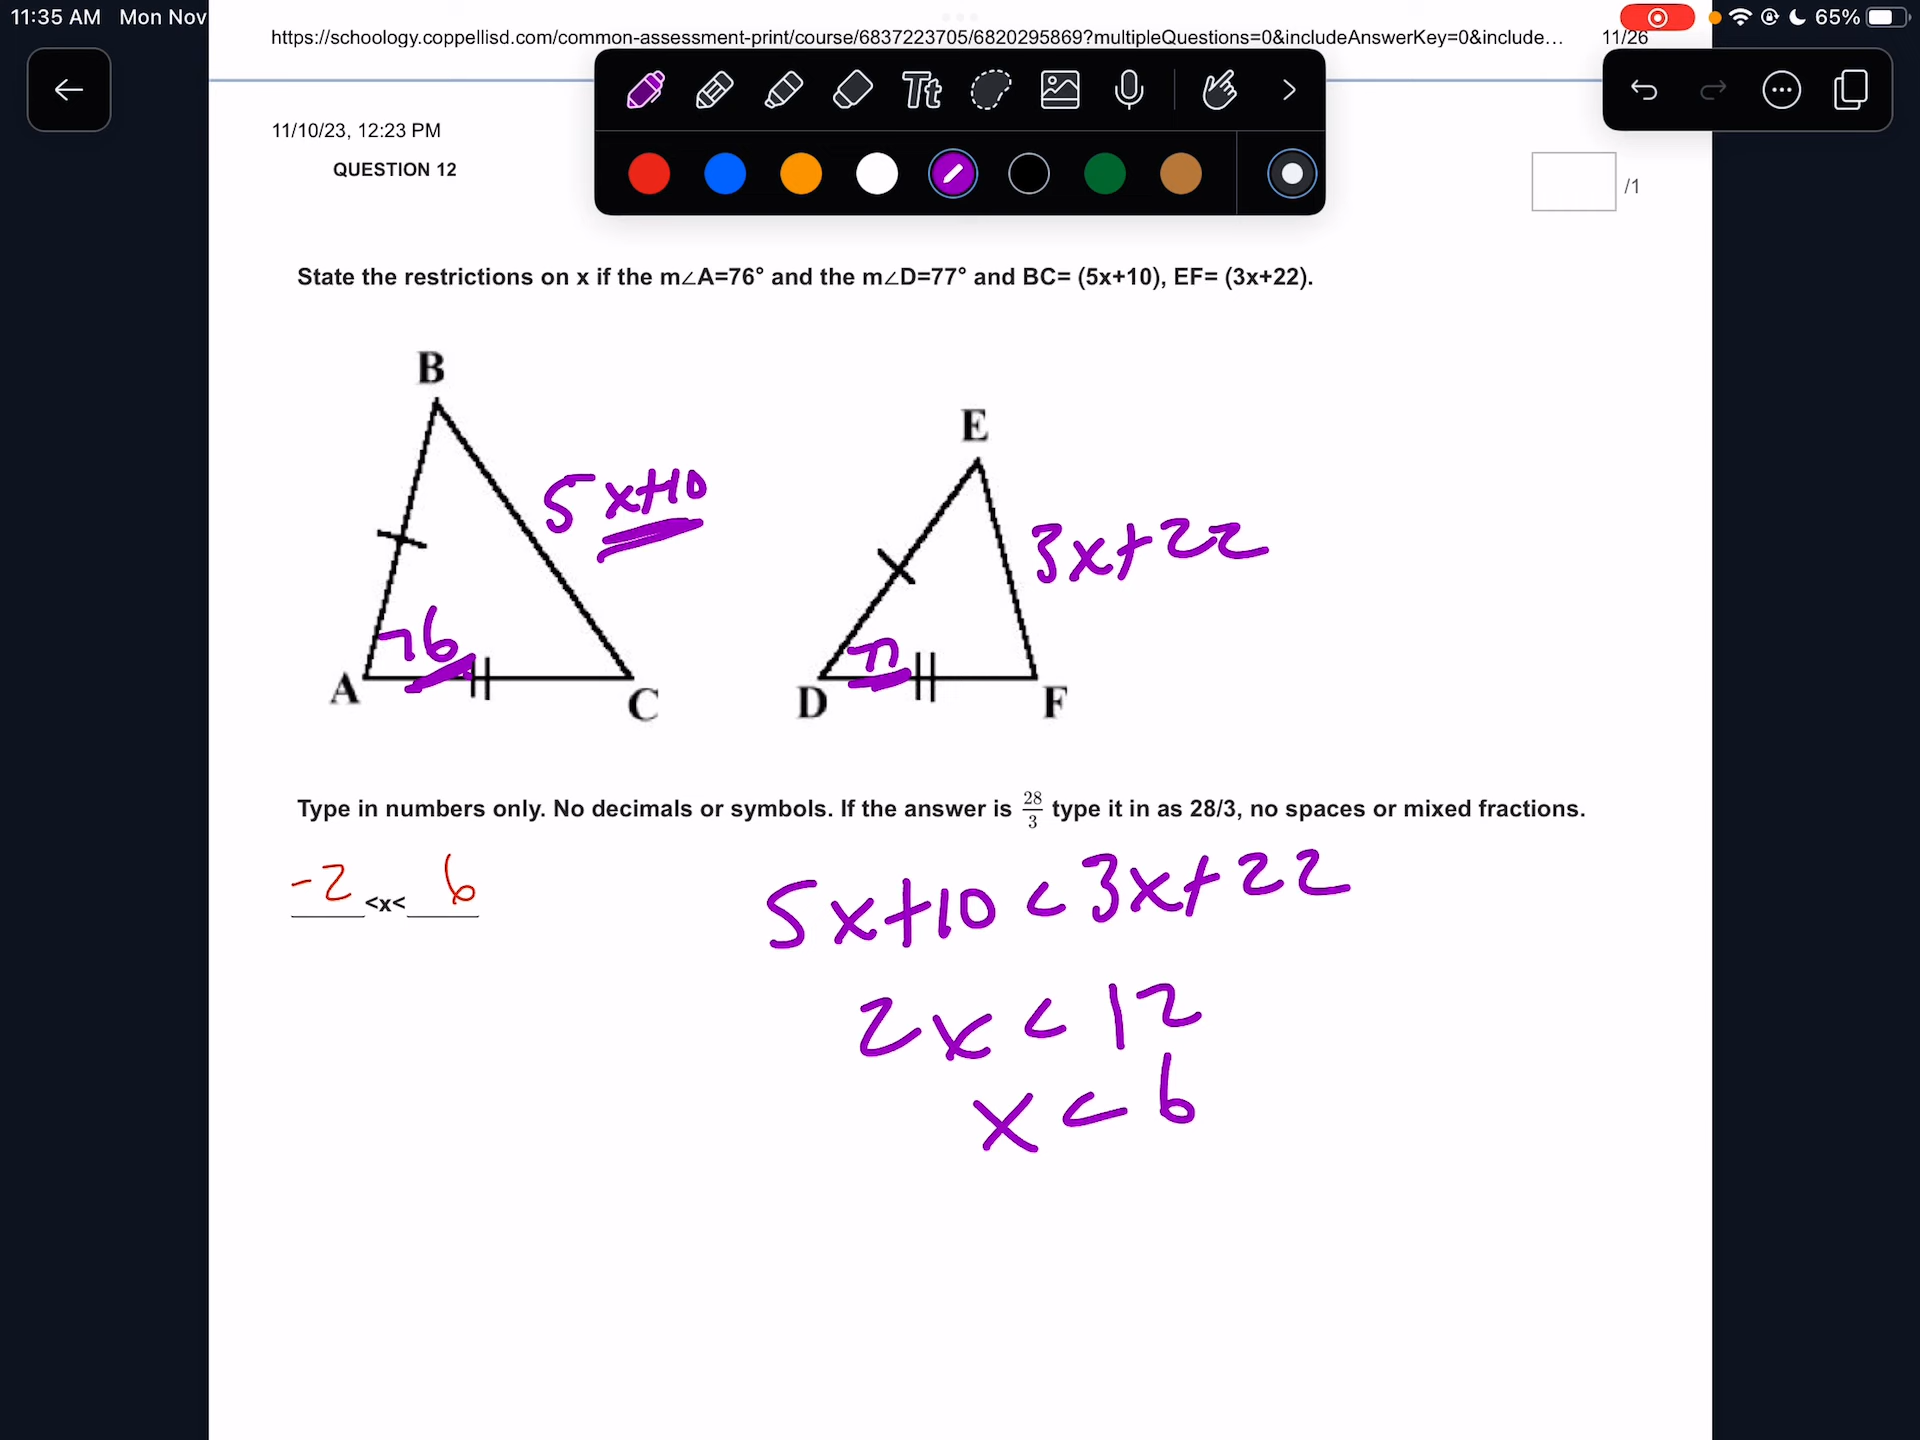 11:35 AM Mon Nov
65%
https://schoology.coppellisd.com/common-assessment-print/course/6837223705/6820295869?multipleQuestions=0&includeAnswerKey=0&include… 11/26
Tt
11/10/23, 12:23 PM
QUESTION 12
/1
State the restrictions on x if the m∠A=76° and the m∠D=77° and BC= (5x+10), EF= (3x+22).
B
E
5x+10
3x+22
76
77
A
C
D
F
Type in numbers only. No decimals or symbols. If the answer is 28/3 type it in as 28/3, no spaces or mixed fractions.
-2 <x< 6
5x+10 < 3x+22
2x < 12
x < 6